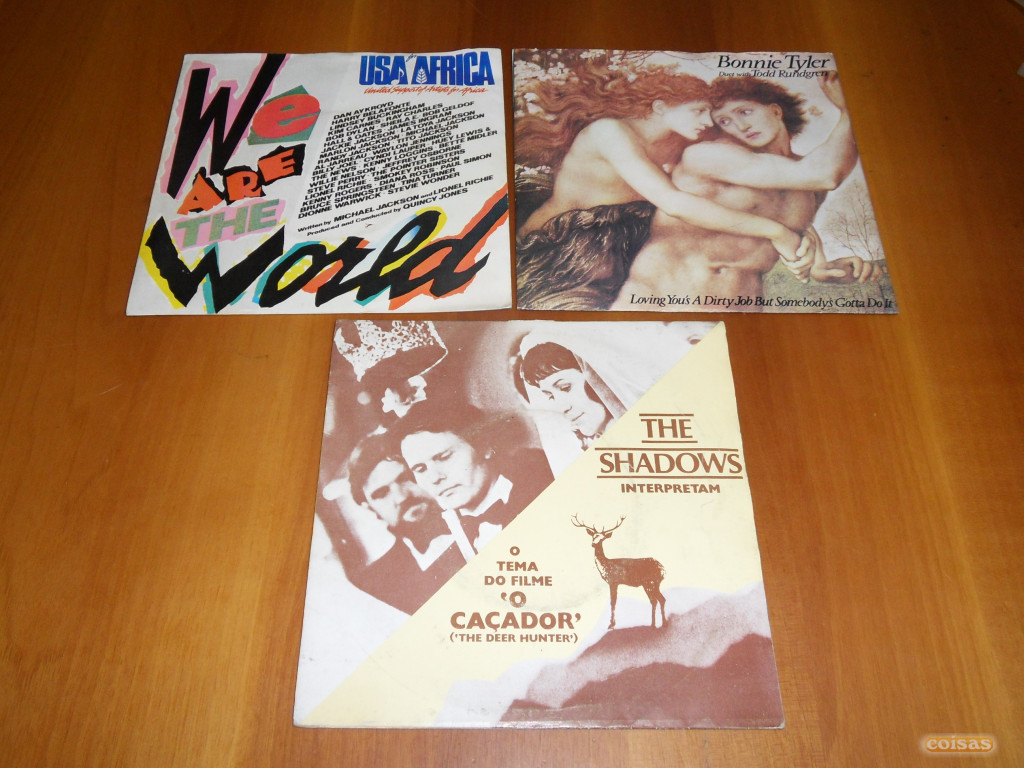 We
ARE
THE
World
USA for AFRICA
United Support of Artists for Africa
DAN AYKROYD
HARRY BELAFONTE
LINDSEY BUCKINGHAM
KIM CARNES · RAY CHARLES
BOB DYLAN · SHEILA E · BOB GELDOF
HALL & OATES · JAMES INGRAM
JACKIE JACKSON · LA TOYA JACKSON
MARLON JACKSON · MICHAEL JACKSON
RANDY JACKSON · TITO JACKSON
AL JARREAU · WAYLON JENNINGS
BILLY JOEL · CYNDI LAUPER · HUEY LEWIS &
THE NEWS · KENNY LOGGINS · BETTE MIDLER
WILLIE NELSON · JEFFREY OSBORNE
STEVE PERRY · THE POINTER SISTERS
LIONEL RICHIE · SMOKEY ROBINSON
KENNY ROGERS · DIANA ROSS · PAUL SIMON
BRUCE SPRINGSTEEN · TINA TURNER
DIONNE WARWICK · STEVIE WONDER
Written by MICHAEL JACKSON and LIONEL RICHIE
Produced and Conducted by QUINCY JONES
Bonnie Tyler
Duet with Todd Rundgren
Loving You's A Dirty Job But Somebody's Gotta Do It
THE
SHADOWS
INTERPRETAM
O
TEMA
DO FILME
'O
CAÇADOR'
('THE DEER HUNTER')
coisas